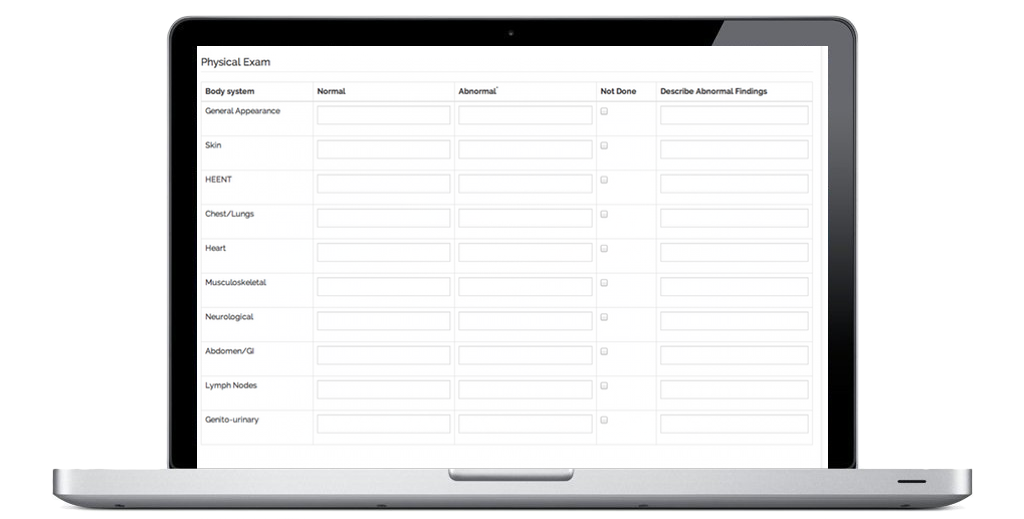 Physical Exam
Body system Normal Abnormal* Not Done Describe Abnormal Findings
General Appearance
Skin
HEENT
Chest/Lungs
Heart
Musculoskeletal
Neurological
Abdomen/GI
Lymph Nodes
Genito-urinary